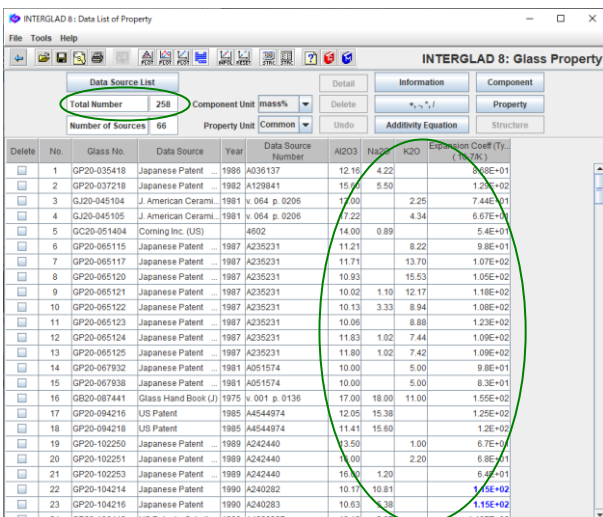 INTERGLAD 8: Data List of Property
File Tools Help
INTERGLAD 8: Glass Property
Data Source List Detail Information Component
Total Number 258 Component Unit mass% Delete +, -, *, / Property
Number of Sources 66 Property Unit Common Undo Additivity Equation Structure
Delete No. Glass No. Data Source Year Data Source Number Al2O3 Na2O K2O Expansion Coeff (Ty...
1 GP20-035418 Japanese Patent ... 1986 A036137 12.16 4.22 8.68E+01
2 GP20-037218 Japanese Patent ... 1982 A129841 15.60 5.50 1.29E+02
3 GJ20-045104 J. American Cerami... 1981 v. 064 p. 0206 2.25 7.44E+01
4 GJ20-045105 J. American Cerami... 1981 v. 064 p. 0206 17.22 4.34 6.67E+01
5 GC20-051404 Corning Inc. (US) 4602 14.00 0.89 5.4E+01
6 GP20-065115 Japanese Patent ... 1987 A235231 11.21 8.22 9.8E+01
7 GP20-065117 Japanese Patent ... 1987 A235231 11.71 13.70 1.07E+02
8 GP20-065120 Japanese Patent ... 1987 A235231 10.93 15.53 1.05E+02
9 GP20-065121 Japanese Patent ... 1987 A235231 10.02 1.10 12.17 1.18E+02
10 GP20-065122 Japanese Patent ... 1987 A235231 10.13 3.33 8.94 1.08E+02
11 GP20-065123 Japanese Patent ... 1987 A235231 10.06 8.88 1.23E+02
12 GP20-065124 Japanese Patent ... 1987 A235231 11.83 1.02 7.44 1.09E+02
13 GP20-065125 Japanese Patent ... 1987 A235231 11.80 1.02 7.42 1.09E+02
14 GP20-067932 Japanese Patent ... 1981 A051574 10.00 5.00 9.8E+01
15 GP20-067938 Japanese Patent ... 1981 A051574 10.00 5.00 8.3E+01
16 GB20-087441 Glass Hand Book (J) 1975 v. 001 p. 0136 17.00 18.00 11.00 1.55E+02
17 GP20-094216 US Patent 1985 A4544974 12.05 15.38 1.25E+02
18 GP20-094218 US Patent 1985 A4544974 11.41 15.60 1.2E+02
19 GP20-102250 Japanese Patent ... 1989 A242440 13.50 1.00 6.7E+01
20 GP20-102251 Japanese Patent ... 1989 A242440 2.20 6.8E+01
21 GP20-102253 Japanese Patent ... 1989 A242440 1.20 6.4E+01
22 GP20-104214 Japanese Patent ... 1990 A240282 10.17 10.81 1.15E+02
23 GP20-104216 Japanese Patent ... 1990 A240283 10.63 1.15E+02